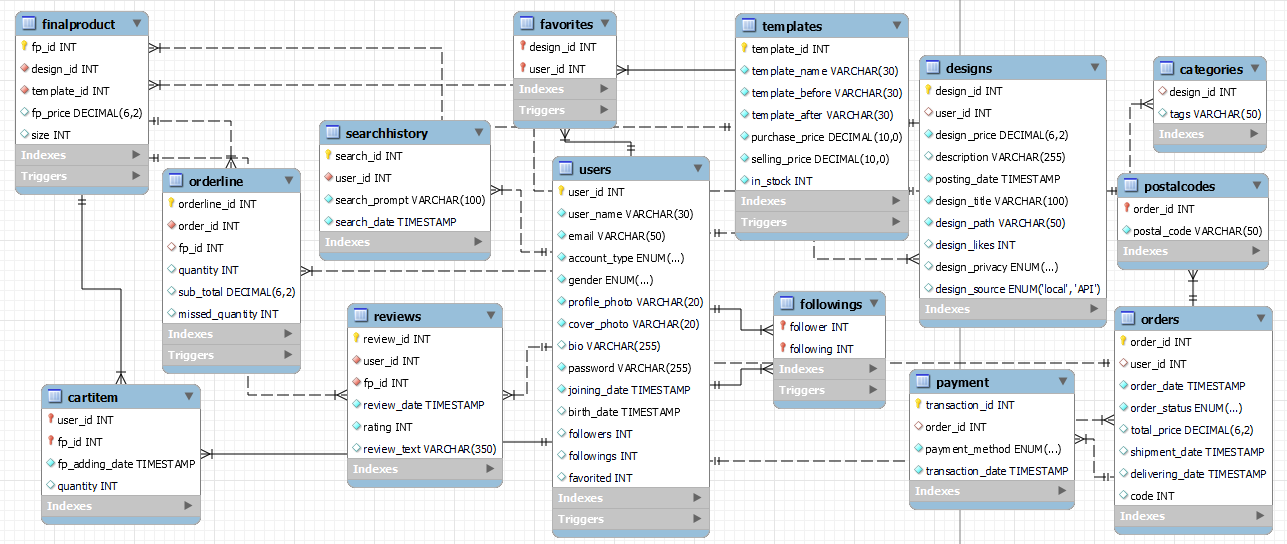 finalproduct
fp_id INT
design_id INT
template_id INT
fp_price DECIMAL(6,2)
size INT
Indexes
Triggers
favorites
design_id INT
user_id INT
Indexes
Triggers
templates
template_id INT
template_name VARCHAR(30)
template_before VARCHAR(30)
template_after VARCHAR(30)
purchase_price DECIMAL(10,0)
selling_price DECIMAL(10,0)
in_stock INT
Indexes
Triggers
designs
design_id INT
user_id INT
design_price DECIMAL(6,2)
description VARCHAR(255)
posting_date TIMESTAMP
design_title VARCHAR(100)
design_path VARCHAR(50)
design_likes INT
design_privacy ENUM(...)
design_source ENUM('local', 'API')
Indexes
categories
design_id INT
tags VARCHAR(50)
Indexes
searchhistory
search_id INT
user_id INT
search_prompt VARCHAR(100)
search_date TIMESTAMP
Indexes
orderline
orderline_id INT
order_id INT
fp_id INT
quantity INT
sub_total DECIMAL(6,2)
missed_quantity INT
Indexes
Triggers
users
user_id INT
user_name VARCHAR(30)
email VARCHAR(50)
account_type ENUM(...)
gender ENUM(...)
profile_photo VARCHAR(20)
cover_photo VARCHAR(20)
bio VARCHAR(255)
password VARCHAR(255)
joining_date TIMESTAMP
birth_date TIMESTAMP
followers INT
followings INT
favorited INT
Indexes
Triggers
postalcodes
order_id INT
postal_code VARCHAR(50)
Indexes
reviews
review_id INT
user_id INT
fp_id INT
review_date TIMESTAMP
rating INT
review_text VARCHAR(350)
Indexes
followings
follower INT
following INT
Indexes
Triggers
orders
order_id INT
user_id INT
order_date TIMESTAMP
order_status ENUM(...)
total_price DECIMAL(6,2)
shipment_date TIMESTAMP
delivering_date TIMESTAMP
code INT
Indexes
cartitem
user_id INT
fp_id INT
fp_adding_date TIMESTAMP
quantity INT
Indexes
payment
transaction_id INT
order_id INT
payment_method ENUM(...)
transaction_date TIMESTAMP
Indexes